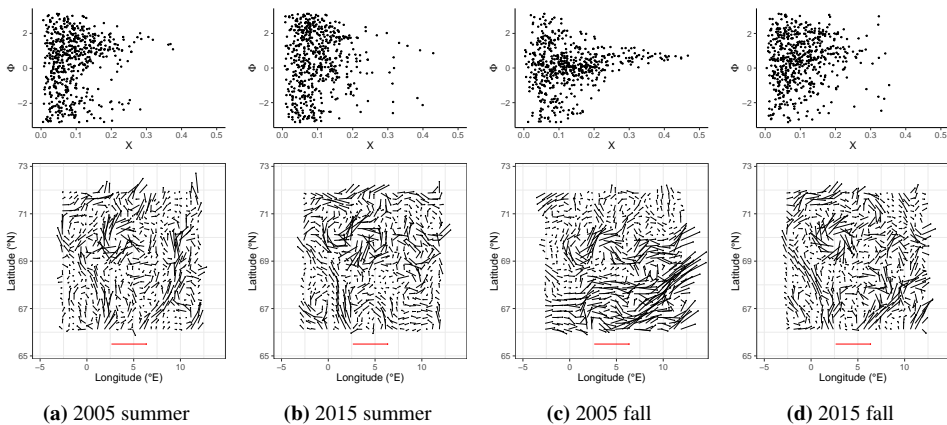 2
0
−2
Φ
0.0 0.1 0.2 0.3 0.4 0.5
X
2
0
−2
Φ
0.0 0.1 0.2 0.3 0.4 0.5
X
2
0
−2
Φ
0.0 0.1 0.2 0.3 0.4 0.5
X
2
0
−2
Φ
0.0 0.1 0.2 0.3 0.4 0.5
X
73
71
69
67
65
Latitude (°N)
−5 0 5 10
Longitude (°E)
73
71
69
67
65
Latitude (°N)
−5 0 5 10
Longitude (°E)
73
71
69
67
65
Latitude (°N)
−5 0 5 10
Longitude (°E)
73
71
69
67
65
Latitude (°N)
−5 0 5 10
Longitude (°E)
(a) 2005 summer
(b) 2015 summer
(c) 2005 fall
(d) 2015 fall